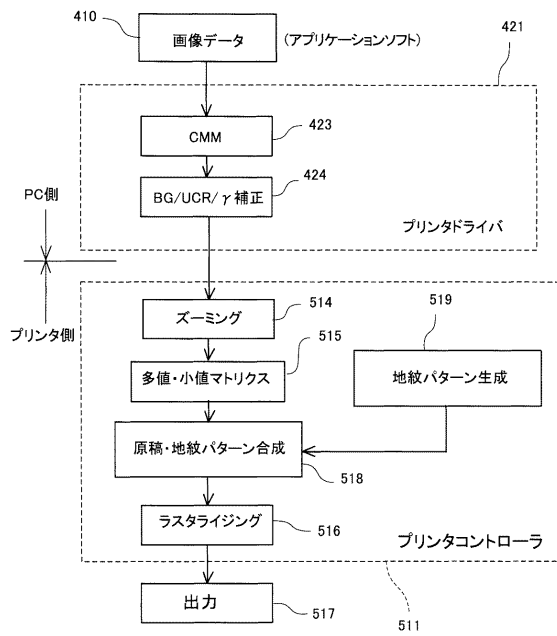 410
画像データ
(アプリケーションソフト)
421
CMM
423
424
BG/UCR/γ補正
PC側
プリンタドライバ
プリンタ側
ズーミング
514
519
515
多値・小値マトリクス
地紋パターン生成
原稿・地紋パターン合成
518
ラスタライジング
516
プリンタコントローラ
出力
517
511